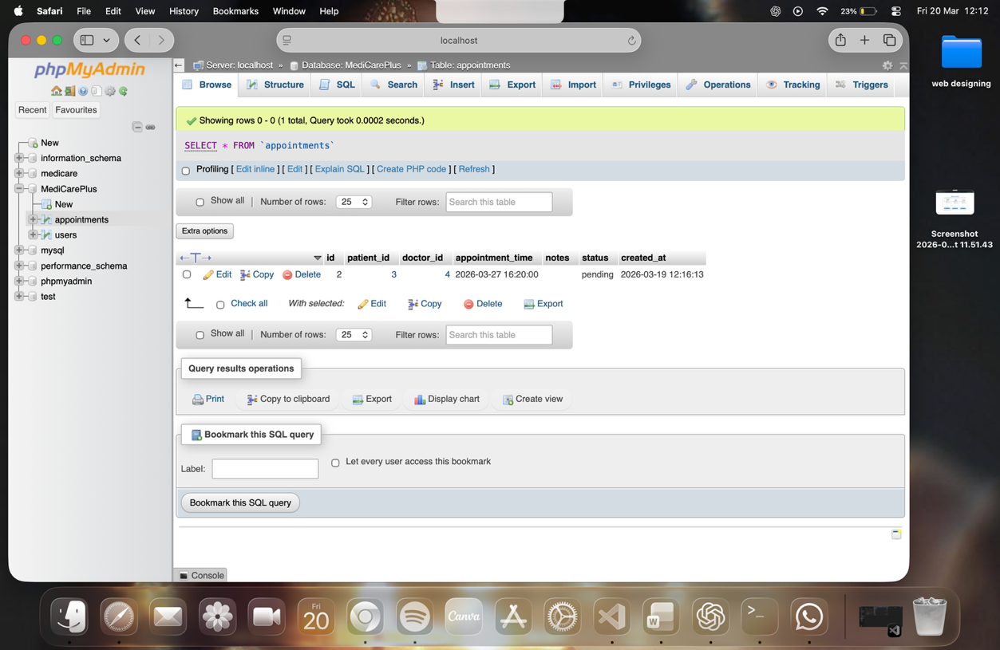 Safari File Edit View History Bookmarks Window Help 23% Fri 20 Mar 12:12
localhost
phpMyAdmin
Recent Favourites
New
information_schema
medicare
MediCarePlus
New
appointments
users
mysql
performance_schema
phpmyadmin
test
Server: localhost » Database: MediCarePlus » Table: appointments
Browse Structure SQL Search Insert Export Import Privileges Operations Tracking Triggers
Showing rows 0 - 0 (1 total, Query took 0.0002 seconds.)
SELECT * FROM `appointments`
Profiling [ Edit inline ] [ Edit ] [ Explain SQL ] [ Create PHP code ] [ Refresh ]
Show all | Number of rows: 25 Filter rows: Search this table
Extra options
←T→ id patient_id doctor_id appointment_time notes status created_at
Edit Copy Delete 2 3 4 2026-03-27 16:20:00 pending 2026-03-19 12:16:13
Check all With selected: Edit Copy Delete Export
Show all | Number of rows: 25 Filter rows: Search this table
Query results operations
Print Copy to clipboard Export Display chart Create view
Bookmark this SQL query
Label: Let every user access this bookmark
Bookmark this SQL query
Console
web designing
Screenshot
2026-0...t 11.51.43
Fri
20
Canva
W
>_